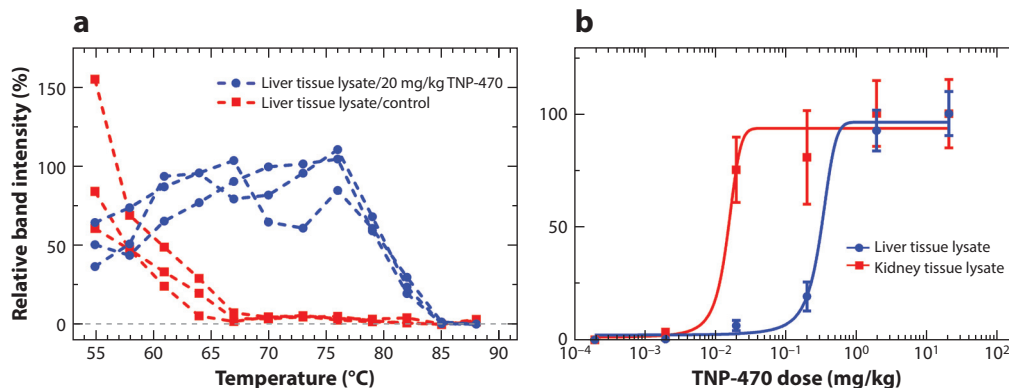 a
Relative band intensity (%)
150
100
50
0
Liver tissue lysate/20 mg/kg TNP-470
Liver tissue lysate/control
55 60 65 70 75 80 85 90
Temperature (°C)
b
100
50
0
Liver tissue lysate
Kidney tissue lysate
10–4 10–3 10–2 10–1 100 101 102
TNP-470 dose (mg/kg)